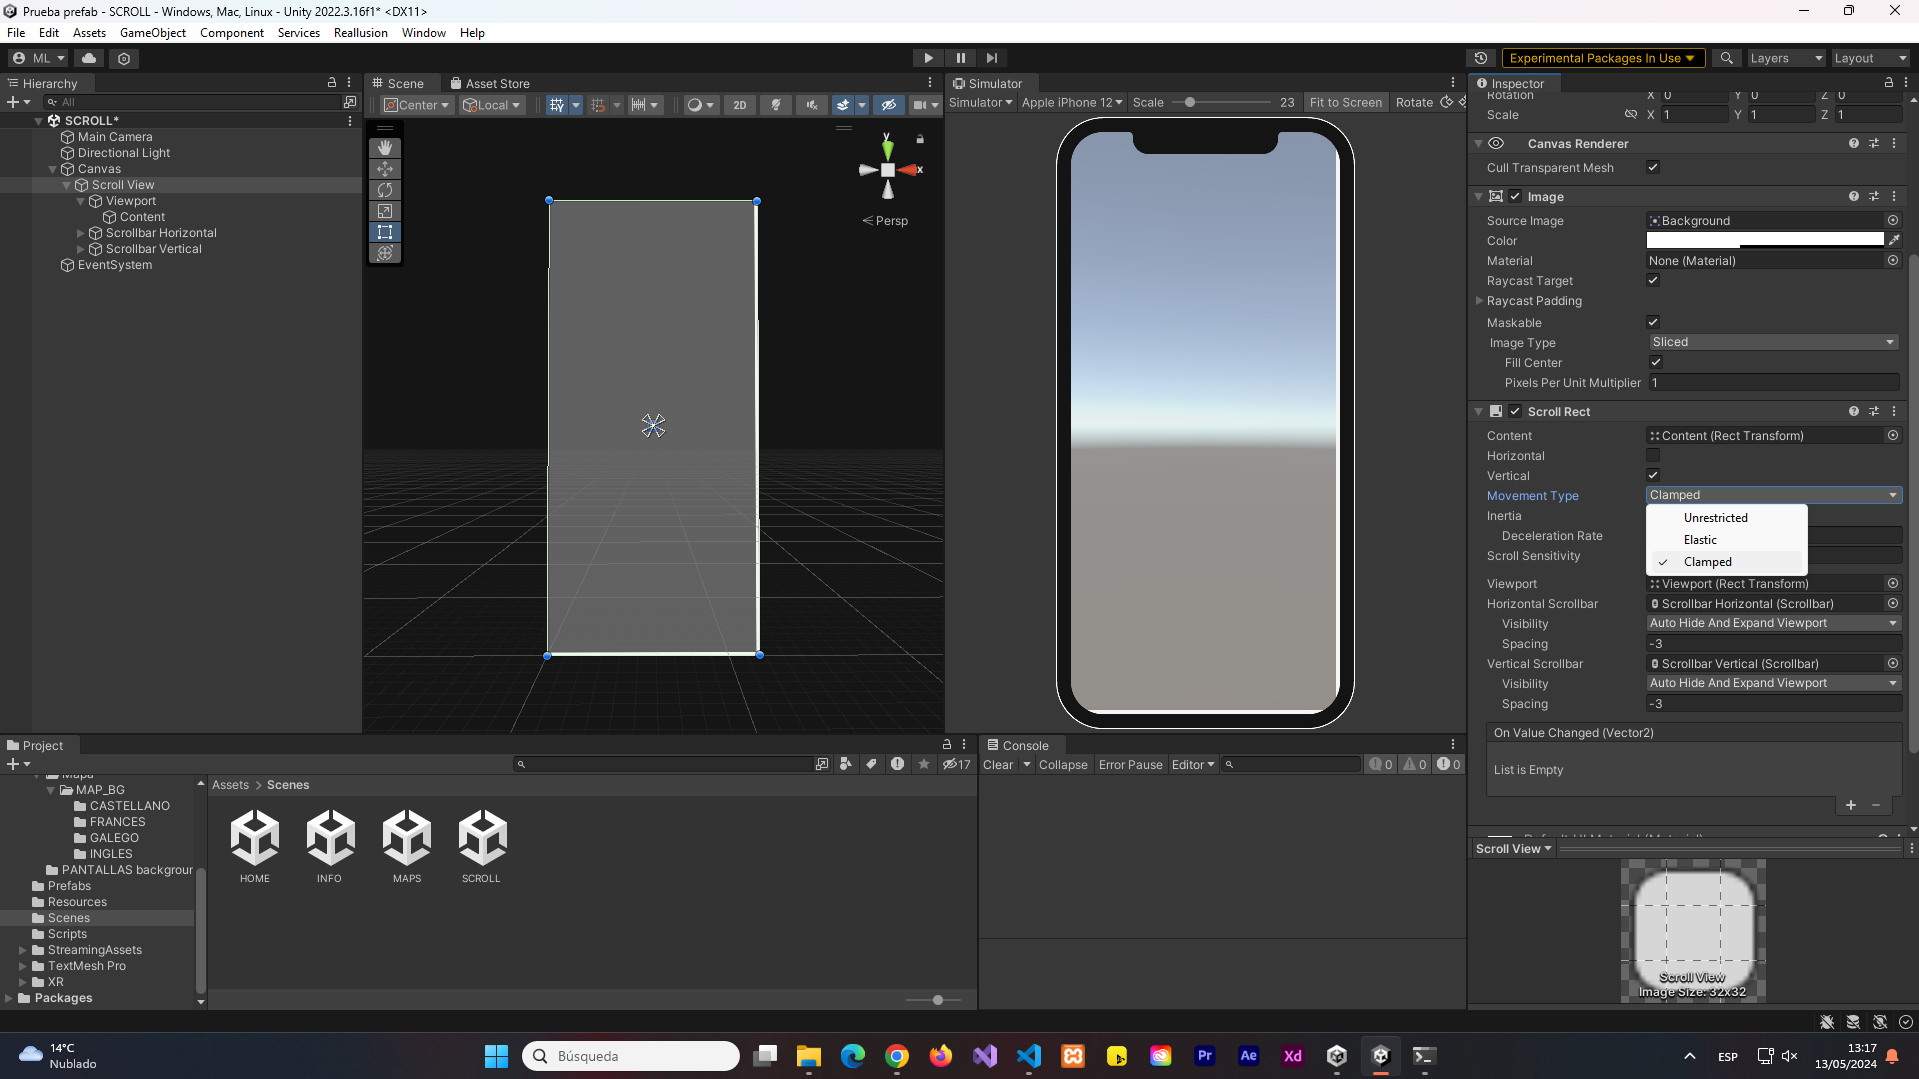 Prueba prefab - SCROLL - Windows, Mac, Linux - Unity 2022.3.16f1* <DX11>
File Edit Assets GameObject Component Services Reallusion Window Help
ML
Experimental Packages In Use
Layers
Layout
Hierarchy
All
SCROLL*
Main Camera
Directional Light
Canvas
Scroll View
Viewport
Content
Scrollbar Horizontal
Scrollbar Vertical
EventSystem
Scene
Asset Store
Center
Local
2D
y
x
Persp
Simulator
Simulator
Apple iPhone 12
Scale
23
Fit to Screen
Rotate
Inspector
Rotation X 0 Y 0 Z 0
Scale X 1 Y 1 Z 1
Canvas Renderer
Cull Transparent Mesh
Image
Source Image Background
Color
Material None (Material)
Raycast Target
Raycast Padding
Maskable
Image Type Sliced
Fill Center
Pixels Per Unit Multiplier 1
Scroll Rect
Content Content (Rect Transform)
Horizontal
Vertical
Movement Type Clamped
Unrestricted
Elastic
Clamped
Inertia
Deceleration Rate
Scroll Sensitivity
Viewport Viewport (Rect Transform)
Horizontal Scrollbar Scrollbar Horizontal (Scrollbar)
Visibility Auto Hide And Expand Viewport
Spacing -3
Vertical Scrollbar Scrollbar Vertical (Scrollbar)
Visibility Auto Hide And Expand Viewport
Spacing -3
On Value Changed (Vector2)
List is Empty
Default UI Material (Material)
Scroll View
Scroll View
Image Size: 32x32
Project
17
Mapa
MAP_BG
CASTELLANO
FRANCES
GALEGO
INGLES
PANTALLAS backgrour
Prefabs
Resources
Scenes
Scripts
StreamingAssets
TextMesh Pro
XR
Packages
Assets > Scenes
HOME
INFO
MAPS
SCROLL
Console
Clear Collapse Error Pause Editor
0 0 0
14°C
Nublado
Búsqueda
Pr
Ae
Xd
ESP
13:17
13/05/2024